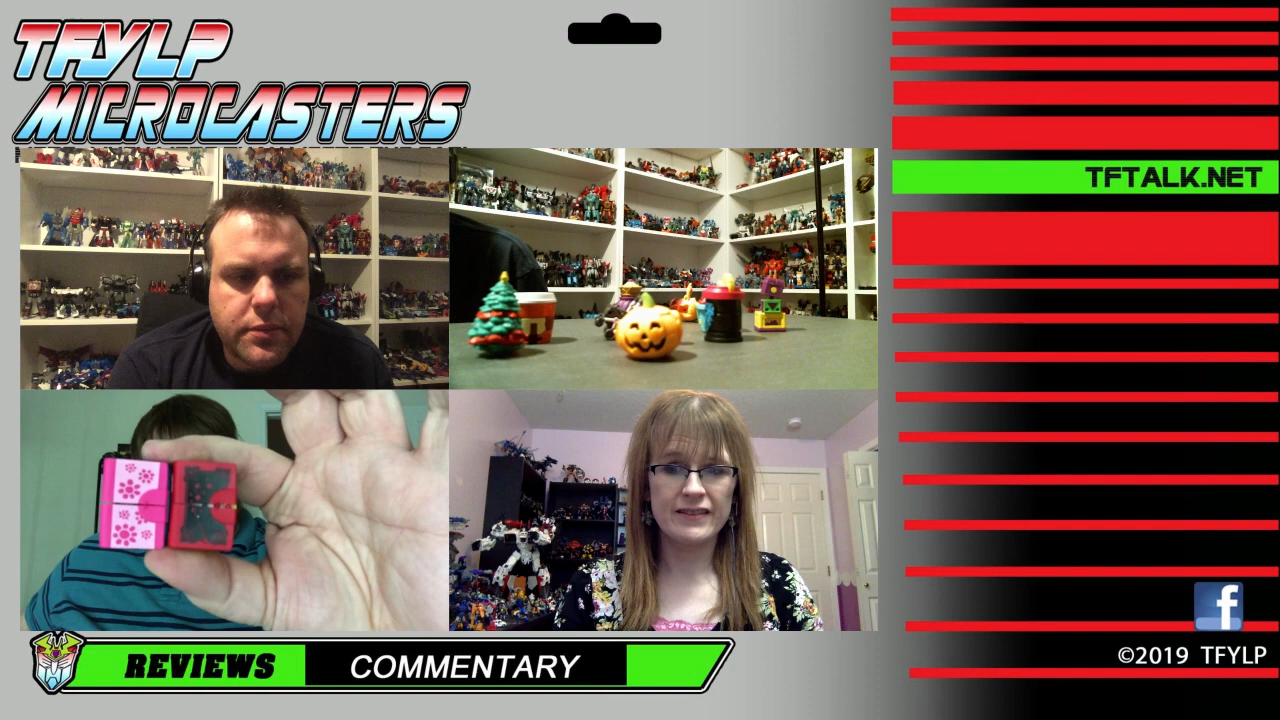 TFYLP
MICROCASTERS
TFTALK.NET
REVIEWS
COMMENTARY
f
©2019 TFYLP